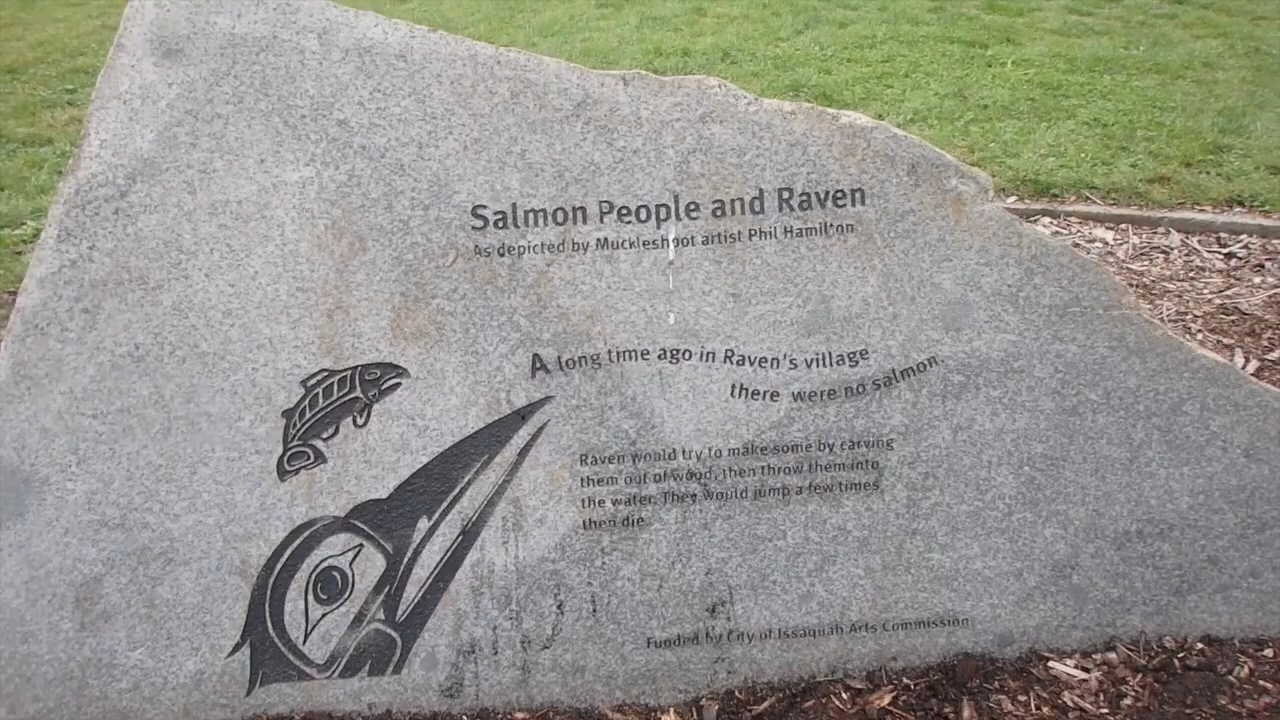 Salmon People and Raven
As depicted by Muckleshoot artist Phil Hamilton
A long time ago in Raven's village
there were no salmon.
Raven would try to make some by carving
them out of wood, then throw them into
the water. They would jump a few times
then die.
Funded by City of Issaquah Arts Commission